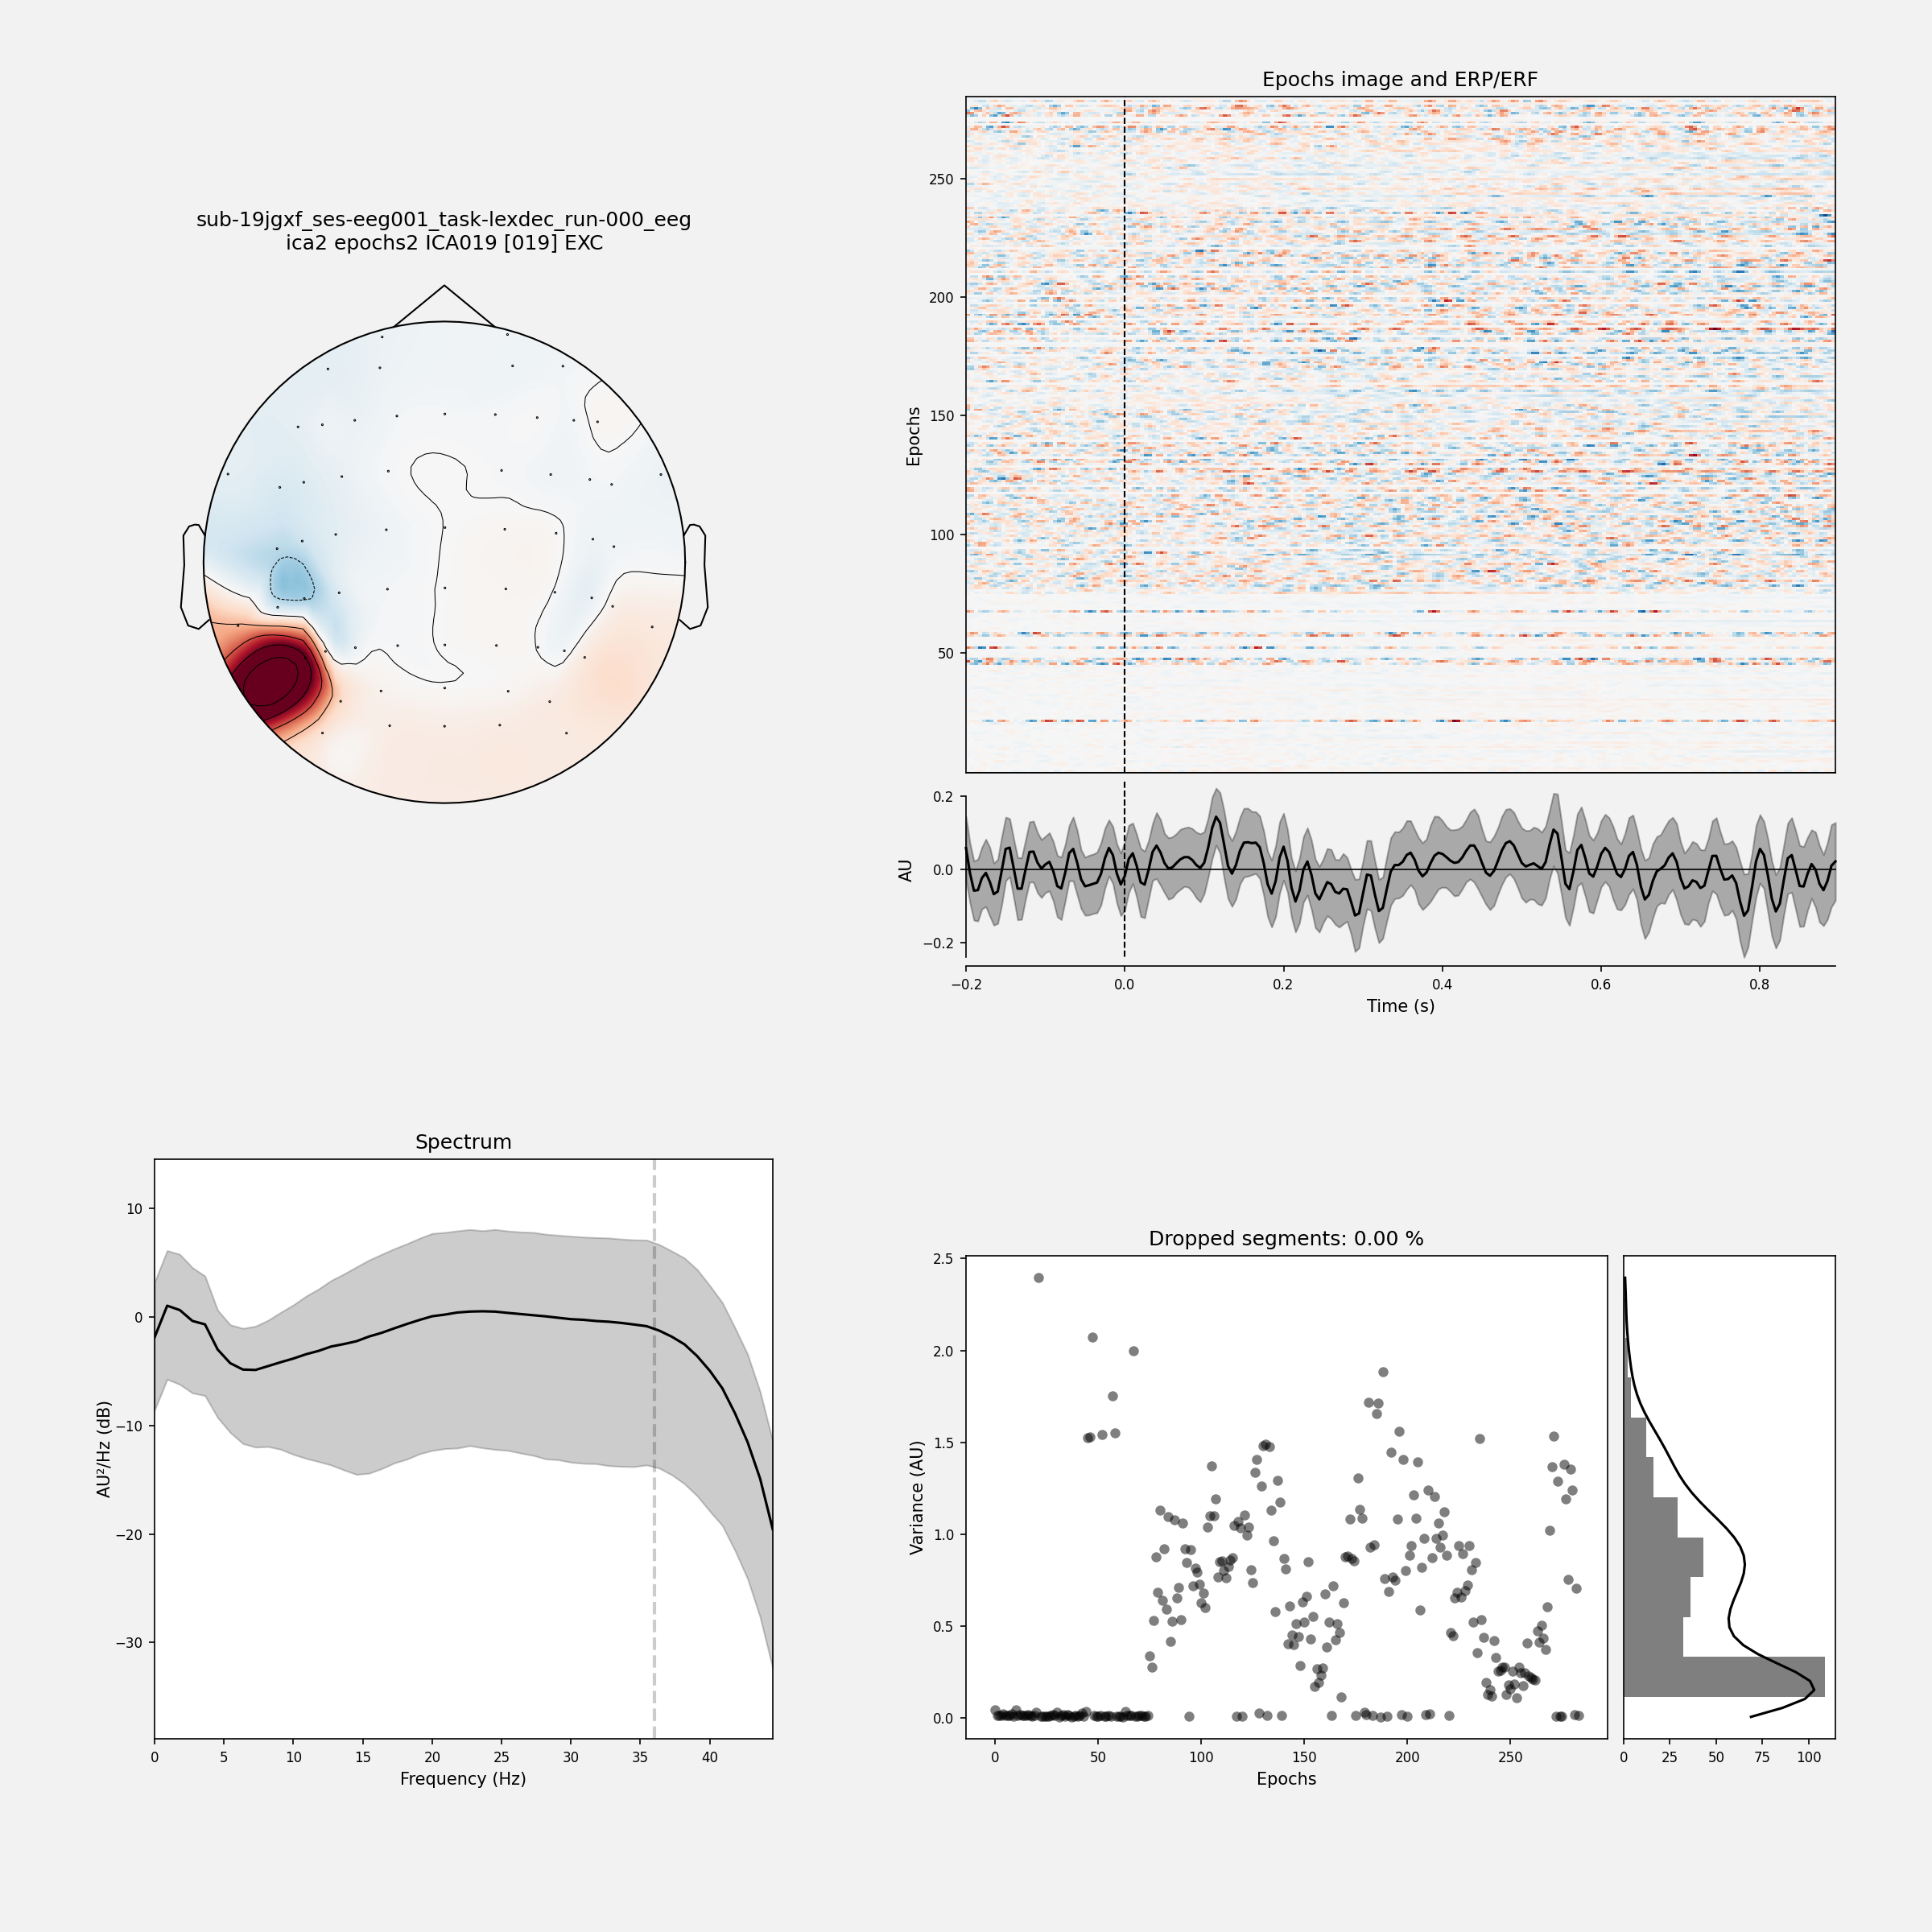 Epochs image and ERP/ERF
sub-19jgxf_ses-eeg001_task-lexdec_run-000_eeg
ica2 epochs2 ICA019 [019] EXC
Epochs
250
200
150
100
50
AU
0.2
0.0
−0.2
−0.2 0.0 0.2 0.4 0.6 0.8
Time (s)
Spectrum
AU²/Hz (dB)
10
0
−10
−20
−30
0 5 10 15 20 25 30 35 40
Frequency (Hz)
Dropped segments: 0.00 %
Variance (AU)
2.5
2.0
1.5
1.0
0.5
0.0
0 50 100 150 200 250
Epochs
0 25 50 75 100